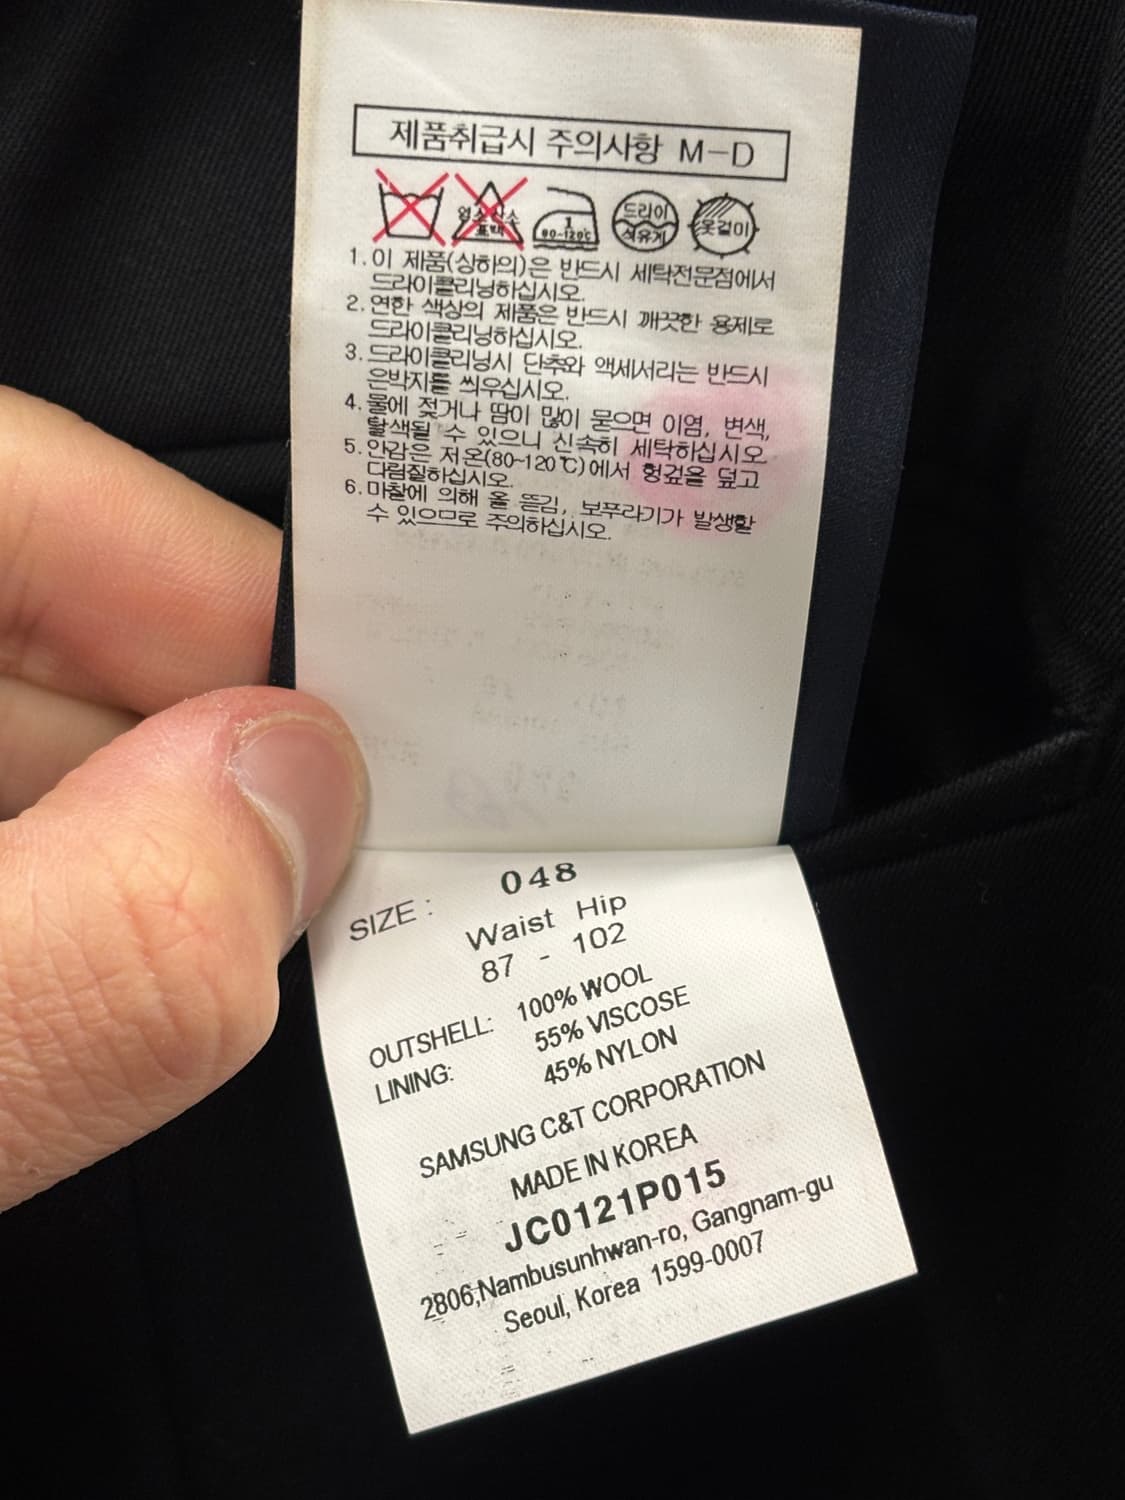 제품취급시 주의사항 M-D
염소 산소
표백
1
80-120℃
드라이
석유계
옷걸이
1. 이 제품(상하의)은 반드시 세탁전문점에서
드라이클리닝하십시오.
2. 연한 색상의 제품은 반드시 깨끗한 용제로
드라이클리닝하십시오.
3. 드라이클리닝시 단추와 액세서리는 반드시
은박지를 씌우십시오.
4. 물에 젖거나 땀이 많이 묻으면 이염, 변색,
탈색될 수 있으니 신속히 세탁하십시오.
5. 안감은 저온(80~120℃)에서 헝겊을 덮고
다림질하십시오.
6. 마찰에 의해 올 뜯김, 보푸라기가 발생할
수 있으므로 주의하십시오.
SIZE : 048
Waist Hip
87 - 102
OUTSHELL: 100% WOOL
LINING: 55% VISCOSE
45% NYLON
SAMSUNG C&T CORPORATION
MADE IN KOREA
JC0121P015
2806,Nambusunhwan-ro, Gangnam-gu
Seoul, Korea 1599-0007